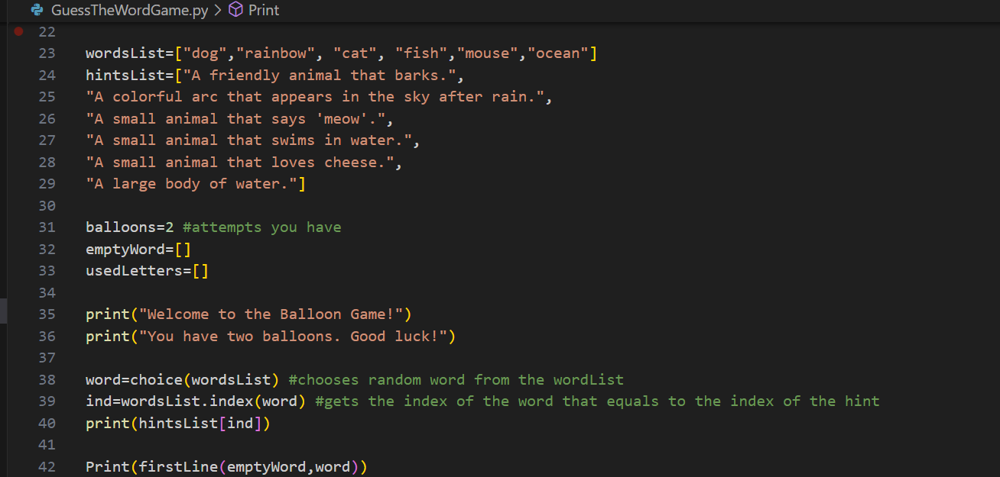 GuessTheWordGame.py > Print
22
23 wordsList=["dog","rainbow", "cat", "fish","mouse","ocean"]
24 hintsList=["A friendly animal that barks.",
25 "A colorful arc that appears in the sky after rain.",
26 "A small animal that says 'meow'.",
27 "A small animal that swims in water.",
28 "A small animal that loves cheese.",
29 "A large body of water."]
30
31 balloons=2 #attempts you have
32 emptyWord=[]
33 usedLetters=[]
34
35 print("Welcome to the Balloon Game!")
36 print("You have two balloons. Good luck!")
37
38 word=choice(wordsList) #chooses random word from the wordList
39 ind=wordsList.index(word) #gets the index of the word that equals to the index of the hint
40 print(hintsList[ind])
41
42 Print(firstLine(emptyWord,word))